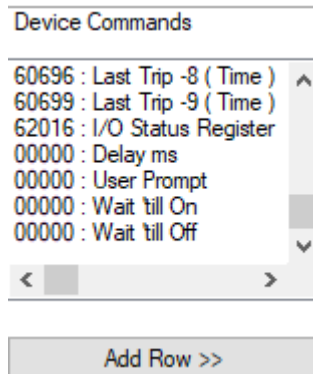 Device Commands
60696 : Last Trip -8 ( Time )
60699 : Last Trip -9 ( Time )
62016 : I/O Status Register
00000 : Delay ms
00000 : User Prompt
00000 : Wait 'till On
00000 : Wait 'till Off
Add Row >>